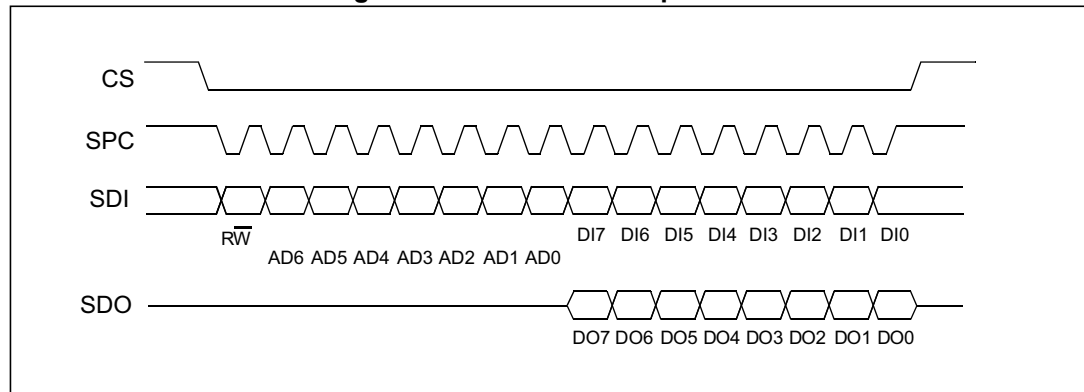 CS
SPC
SDI
RW̅
DI7 DI6 DI5 DI4 DI3 DI2 DI1 DI0
AD6 AD5 AD4 AD3 AD2 AD1 AD0
SDO
DO7 DO6 DO5 DO4 DO3 DO2 DO1 DO0